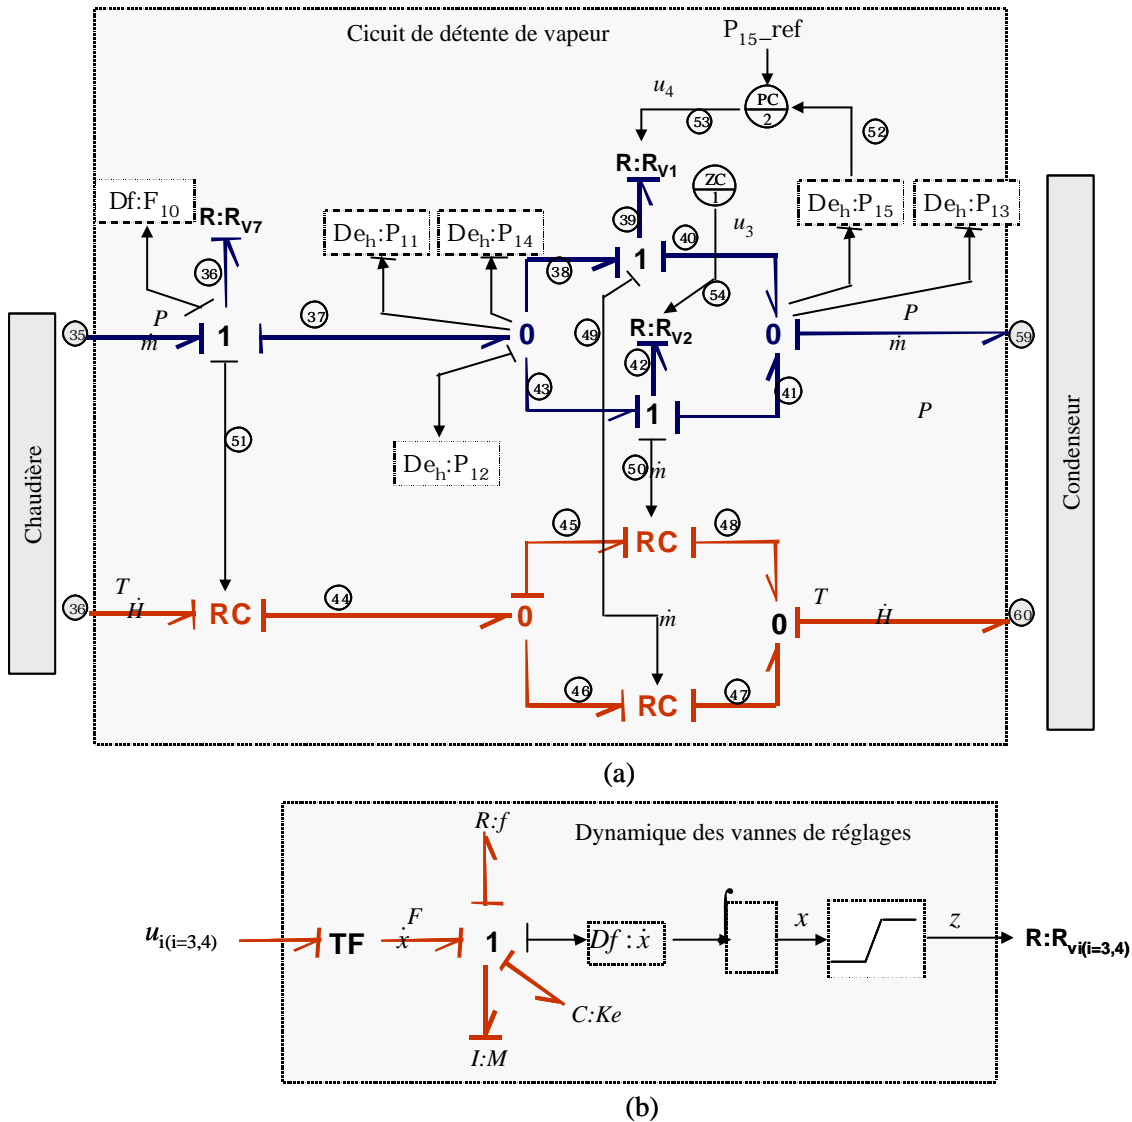 Cicuit de détente de vapeur
P15_ref
u4
PC
2
53
52
R:RV1
ZC
1
Df:F10
R:RV7
Deh:P11
Deh:P14
39
40
u3
Deh:P15
Deh:P13
36
38
1
54
35
P
ṁ
1
37
0
49
R:RV2
0
P
ṁ
59
43
42
1
41
P
51
Deh:P12
50
ṁ
Chaudière
Condenseur
45
RC
48
36
T
Ḣ
RC
44
0
ṁ
0
T
Ḣ
60
46
RC
47
(a)
R:f
Dynamique des vannes de réglages
ui(i=3,4)
TF
F
ẋ
1
Df:ẋ
∫
x
z
R:Rvi(i=3,4)
C:Ke
I:M
(b)